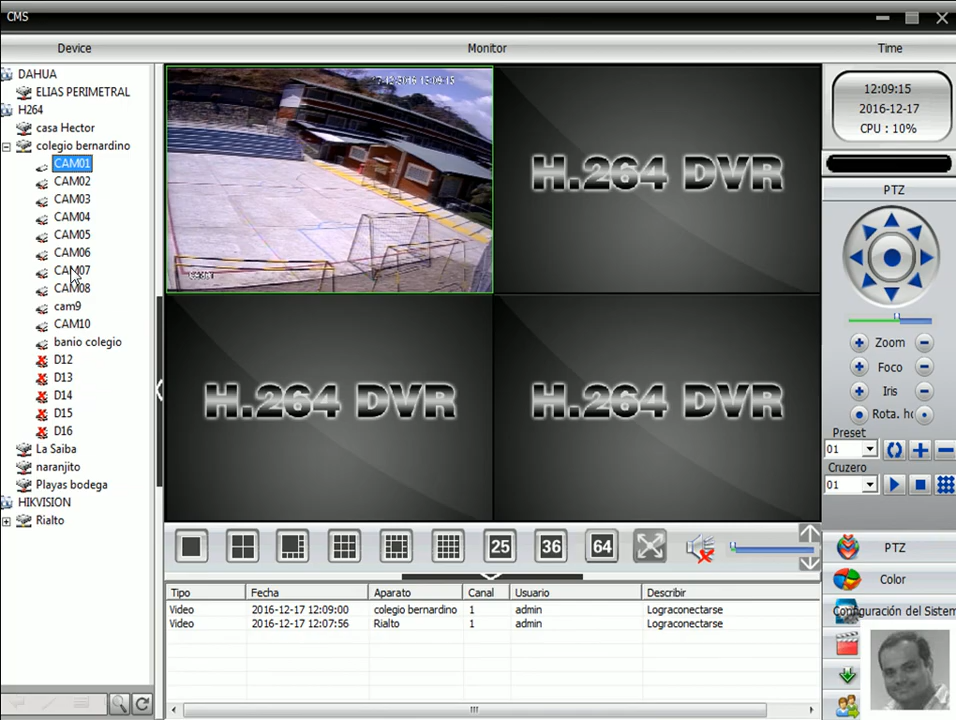 CMS
Device
Monitor
Time
DAHUA
ELIAS PERIMETRAL
H264
casa Hector
colegio bernardino
CAM01
CAM02
CAM03
CAM04
CAM05
CAM06
CAM07
CAM08
cam9
CAM10
banio colegio
D12
D13
D14
D15
D16
La Saiba
naranjito
Playas bodega
HIKVISION
Rialto
H.264 DVR
H.264 DVR
H.264 DVR
12:09:15
2016-12-17
CPU : 10%
PTZ
Zoom
Foco
Iris
Rota. ho
Preset
01
Cruzero
01
25
36
64
PTZ
Color
Configuración del Sistem
Tipo Fecha Aparato Canal Usuario Describir
Video 2016-12-17 12:09:00 colegio bernardino 1 admin Lograconectarse
Video 2016-12-17 12:07:56 Rialto 1 admin Lograconectarse